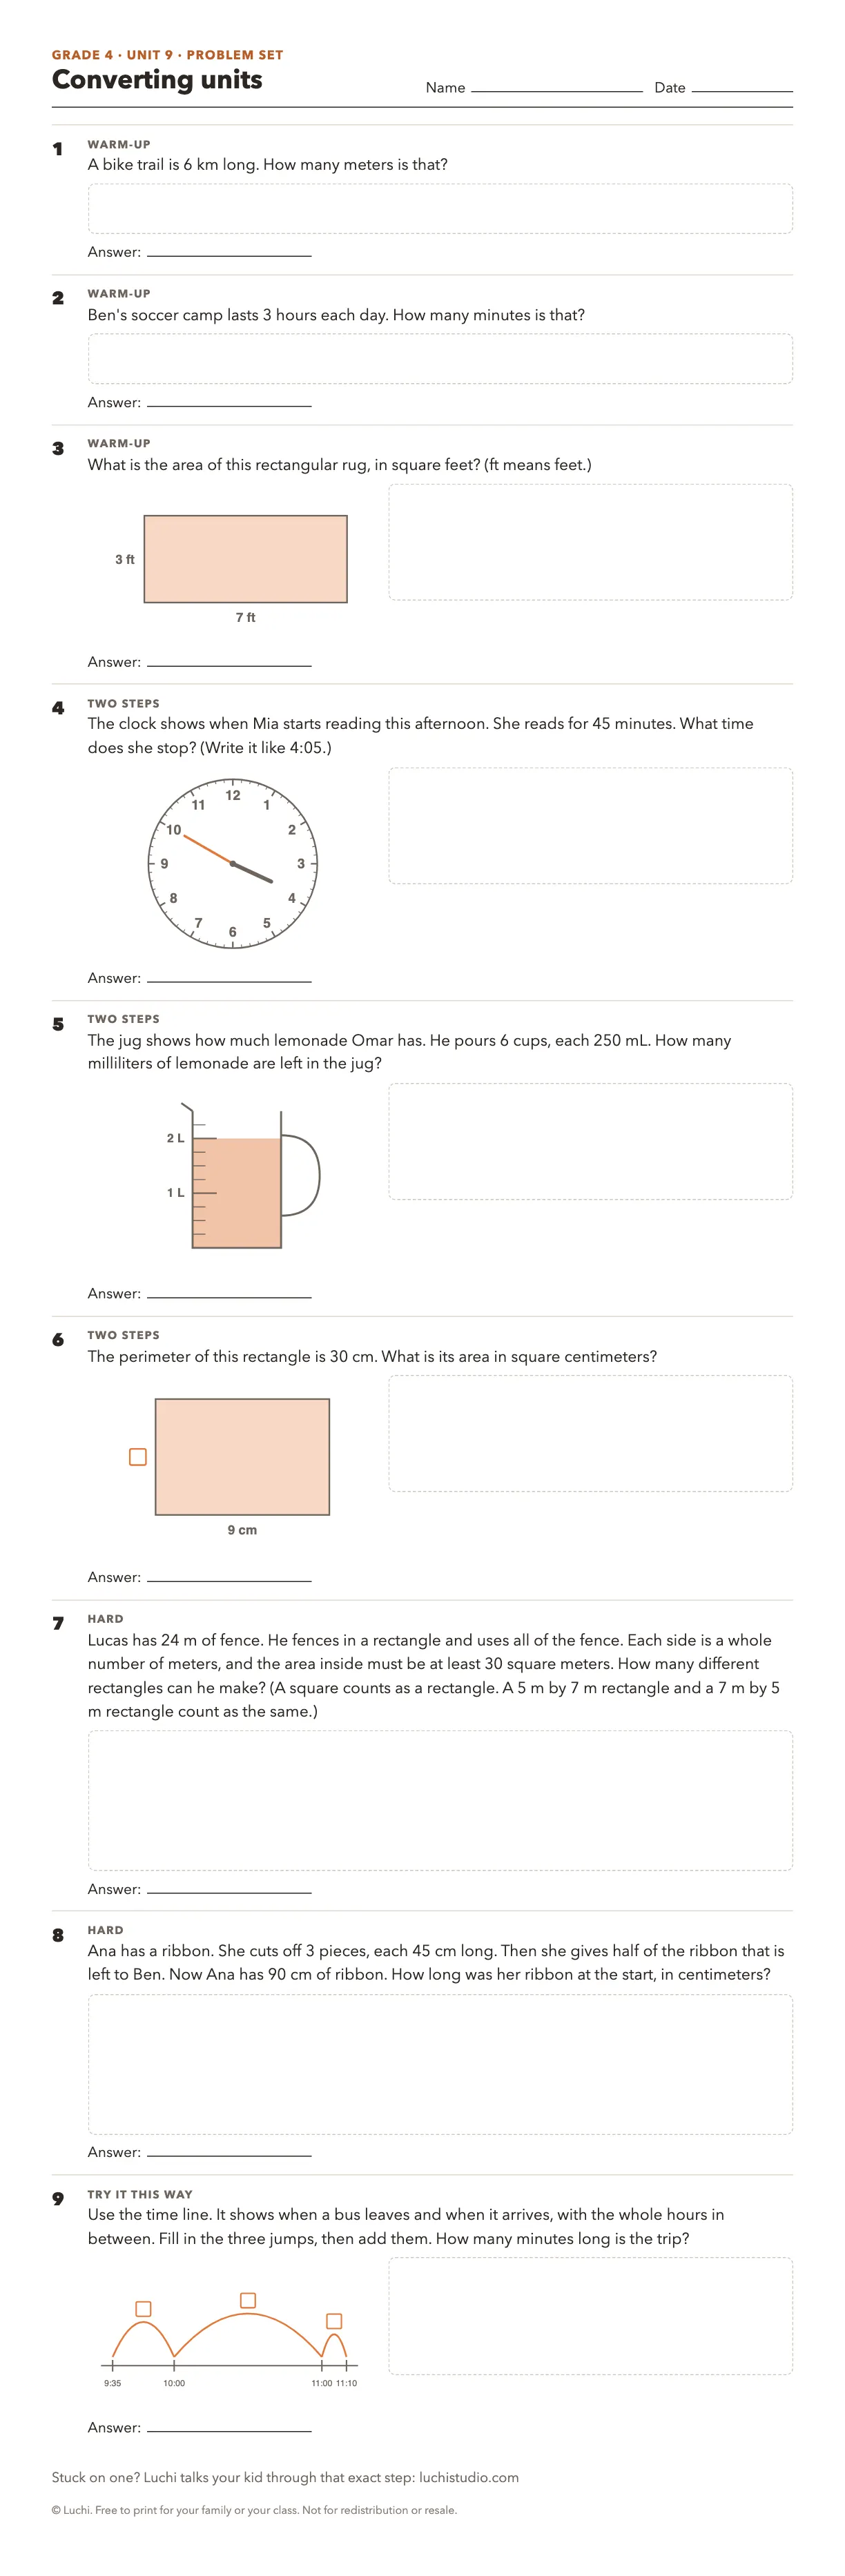 GRADE 4 · UNIT 9 · PROBLEM SET
Converting units
Name
Date
1
WARM-UP
A bike trail is 6 km long. How many meters is that?
Answer:
2
WARM-UP
Ben's soccer camp lasts 3 hours each day. How many minutes is that?
Answer:
3
WARM-UP
What is the area of this rectangular rug, in square feet? (ft means feet.)
3 ft
7 ft
Answer:
4
TWO STEPS
The clock shows when Mia starts reading this afternoon. She reads for 45 minutes. What time
does she stop? (Write it like 4:05.)
12
1
2
3
4
5
6
7
8
9
10
11
Answer:
5
TWO STEPS
The jug shows how much lemonade Omar has. He pours 6 cups, each 250 mL. How many
milliliters of lemonade are left in the jug?
2 L
1 L
Answer:
6
TWO STEPS
The perimeter of this rectangle is 30 cm. What is its area in square centimeters?
9 cm
Answer:
7
HARD
Lucas has 24 m of fence. He fences in a rectangle and uses all of the fence. Each side is a whole
number of meters, and the area inside must be at least 30 square meters. How many different
rectangles can he make? (A square counts as a rectangle. A 5 m by 7 m rectangle and a 7 m by 5
m rectangle count as the same.)
Answer:
8
HARD
Ana has a ribbon. She cuts off 3 pieces, each 45 cm long. Then she gives half of the ribbon that is
left to Ben. Now Ana has 90 cm of ribbon. How long was her ribbon at the start, in centimeters?
Answer:
9
TRY IT THIS WAY
Use the time line. It shows when a bus leaves and when it arrives, with the whole hours in
between. Fill in the three jumps, then add them. How many minutes long is the trip?
9:35 10:00 11:00 11:10
Answer:
Stuck on one? Luchi talks your kid through that exact step: luchistudio.com
© Luchi. Free to print for your family or your class. Not for redistribution or resale.